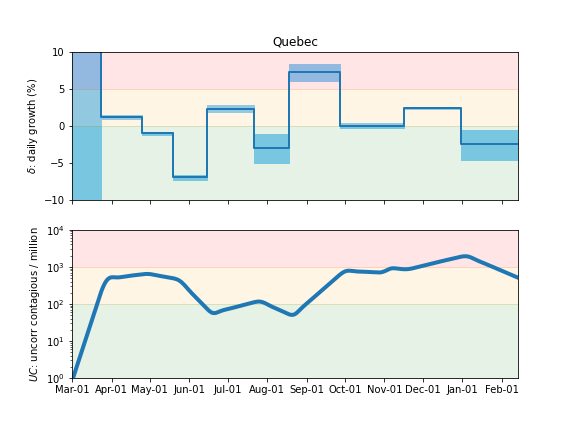 Quebec
δ: daily growth (%)
10
5
0
−5
−10
UC: uncorr contagious / million
10⁴
10³
10²
10¹
10⁰
Mar-01 Apr-01 May-01 Jun-01 Jul-01 Aug-01 Sep-01 Oct-01 Nov-01 Dec-01 Jan-01 Feb-01